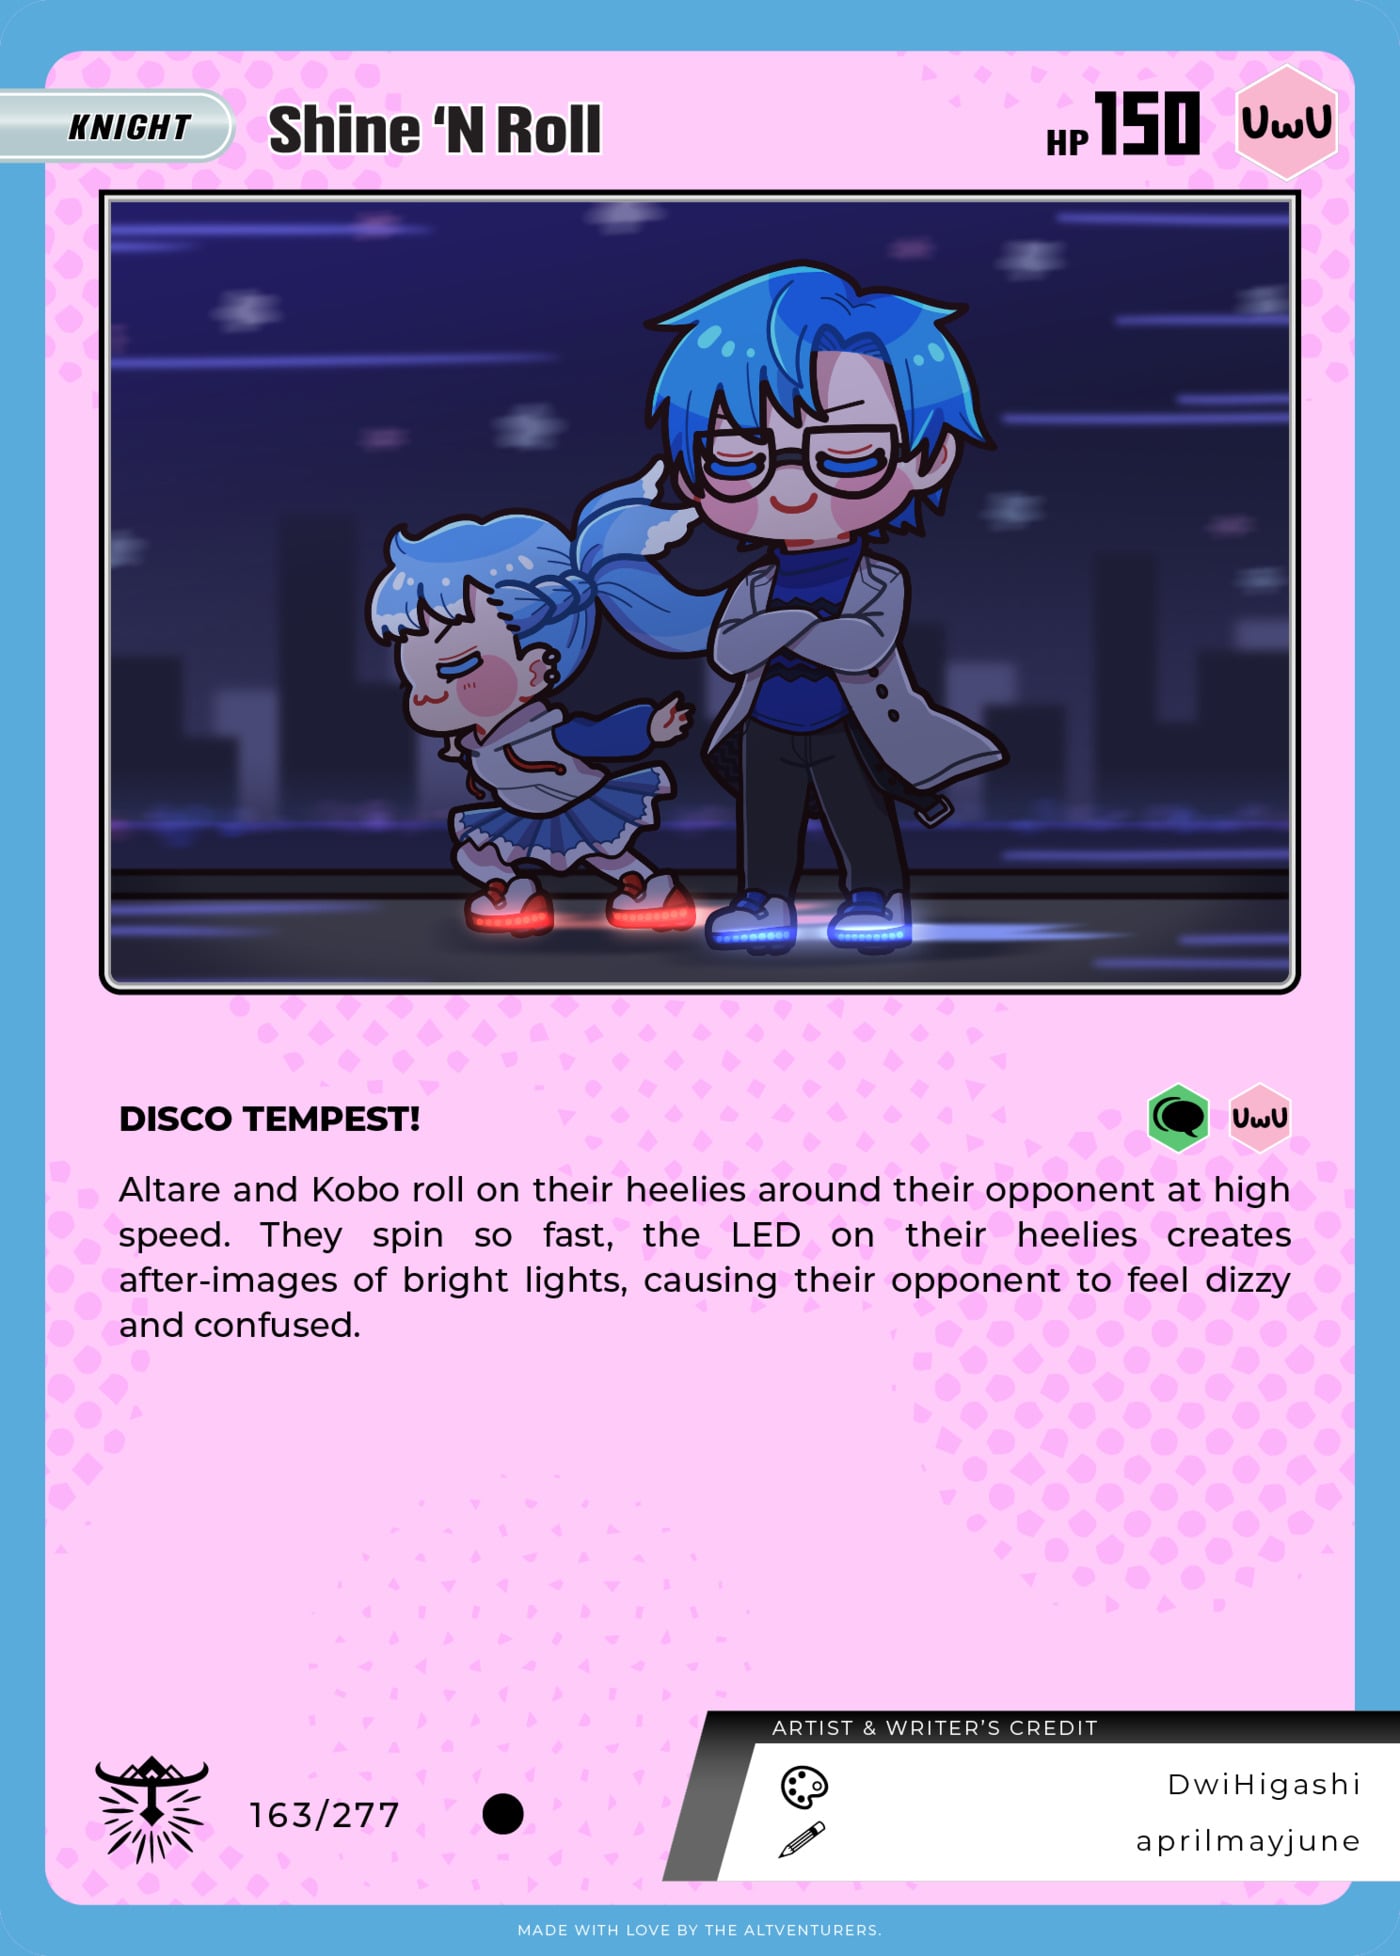 KNIGHT
Shine ‘N Roll
HP 150
UwU
DISCO TEMPEST!
UwU
Altare and Kobo roll on their heelies around their opponent at high
speed. They spin so fast, the LED on their heelies creates
after-images of bright lights, causing their opponent to feel dizzy
and confused.
ARTIST & WRITER’S CREDIT
DwiHigashi
aprilmayjune
163/277
MADE WITH LOVE BY THE ALTVENTURERS.